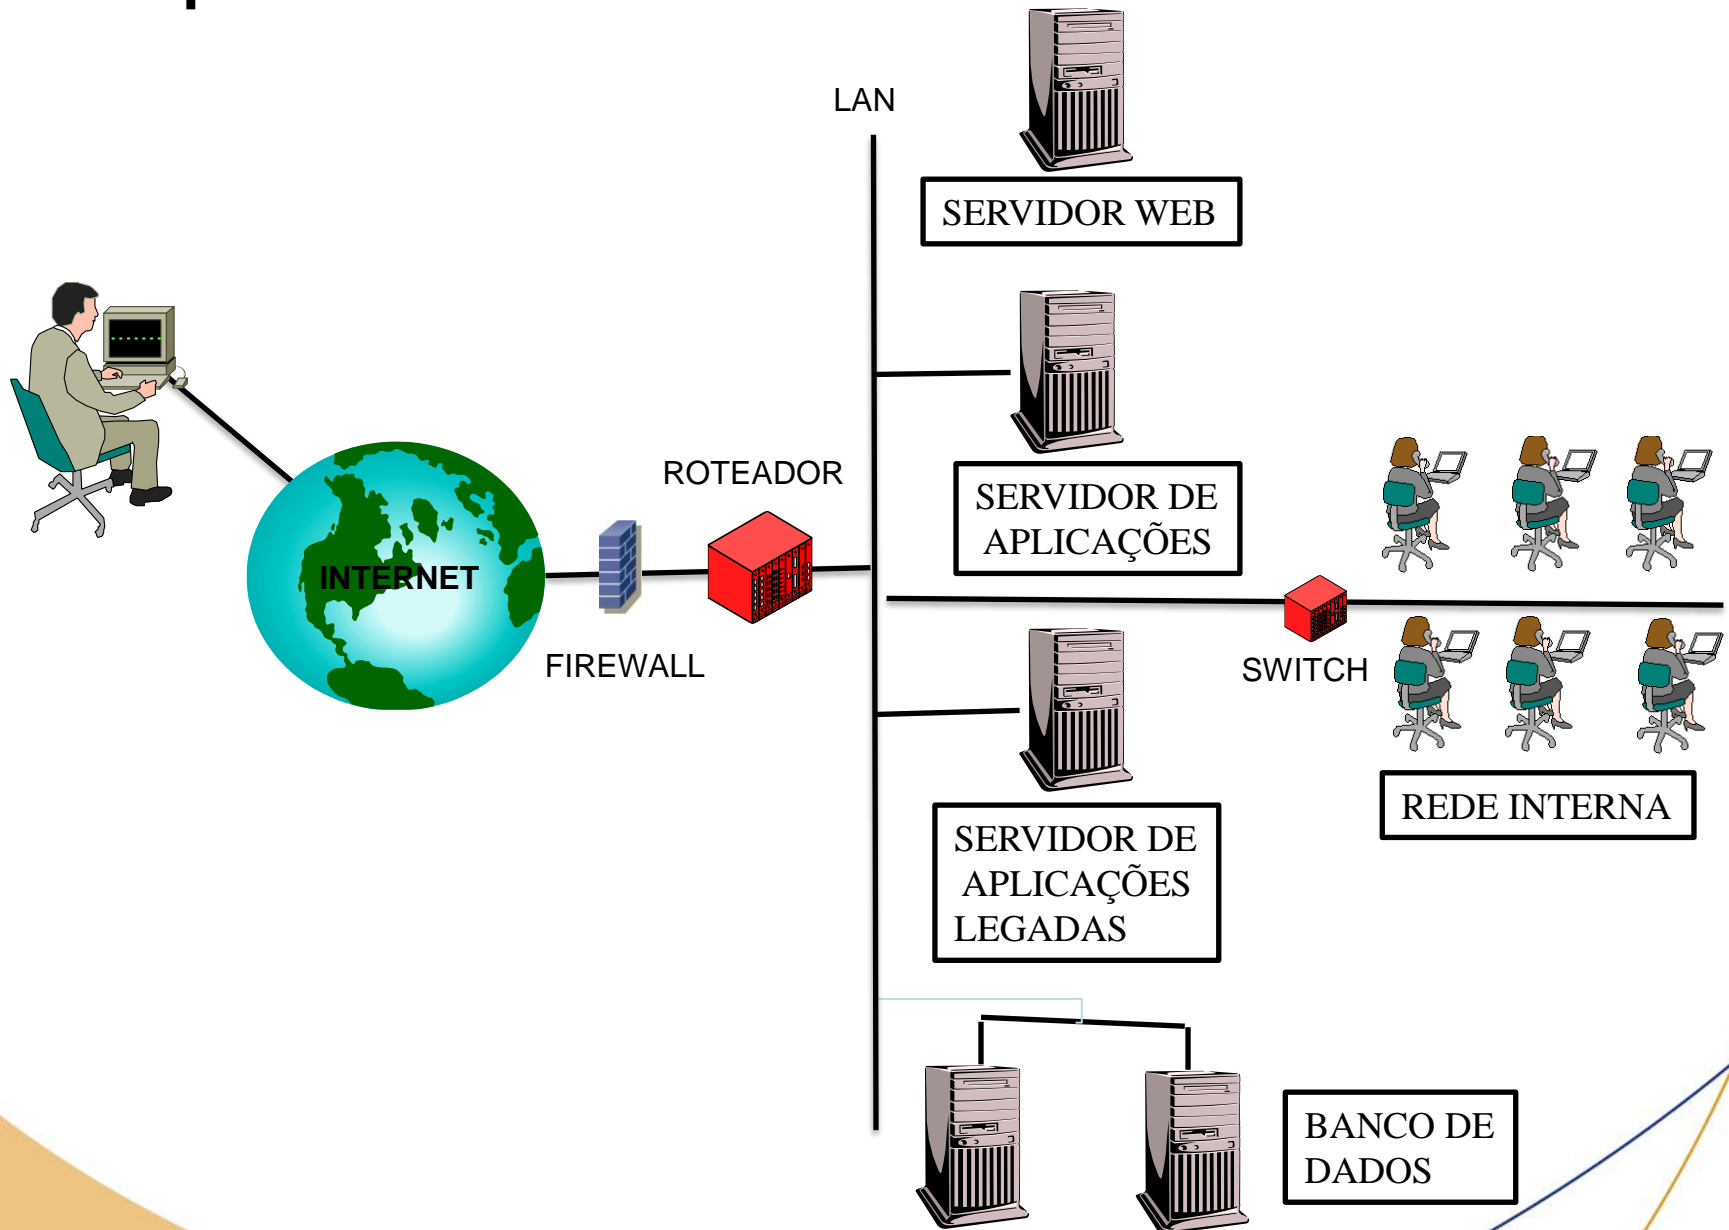 LAN
SERVIDOR WEB
ROTEADOR
SERVIDOR DE
APLICAÇÕES
INTERNET
FIREWALL
SWITCH
REDE INTERNA
SERVIDOR DE
APLICAÇÕES
LEGADAS
BANCO DE
DADOS